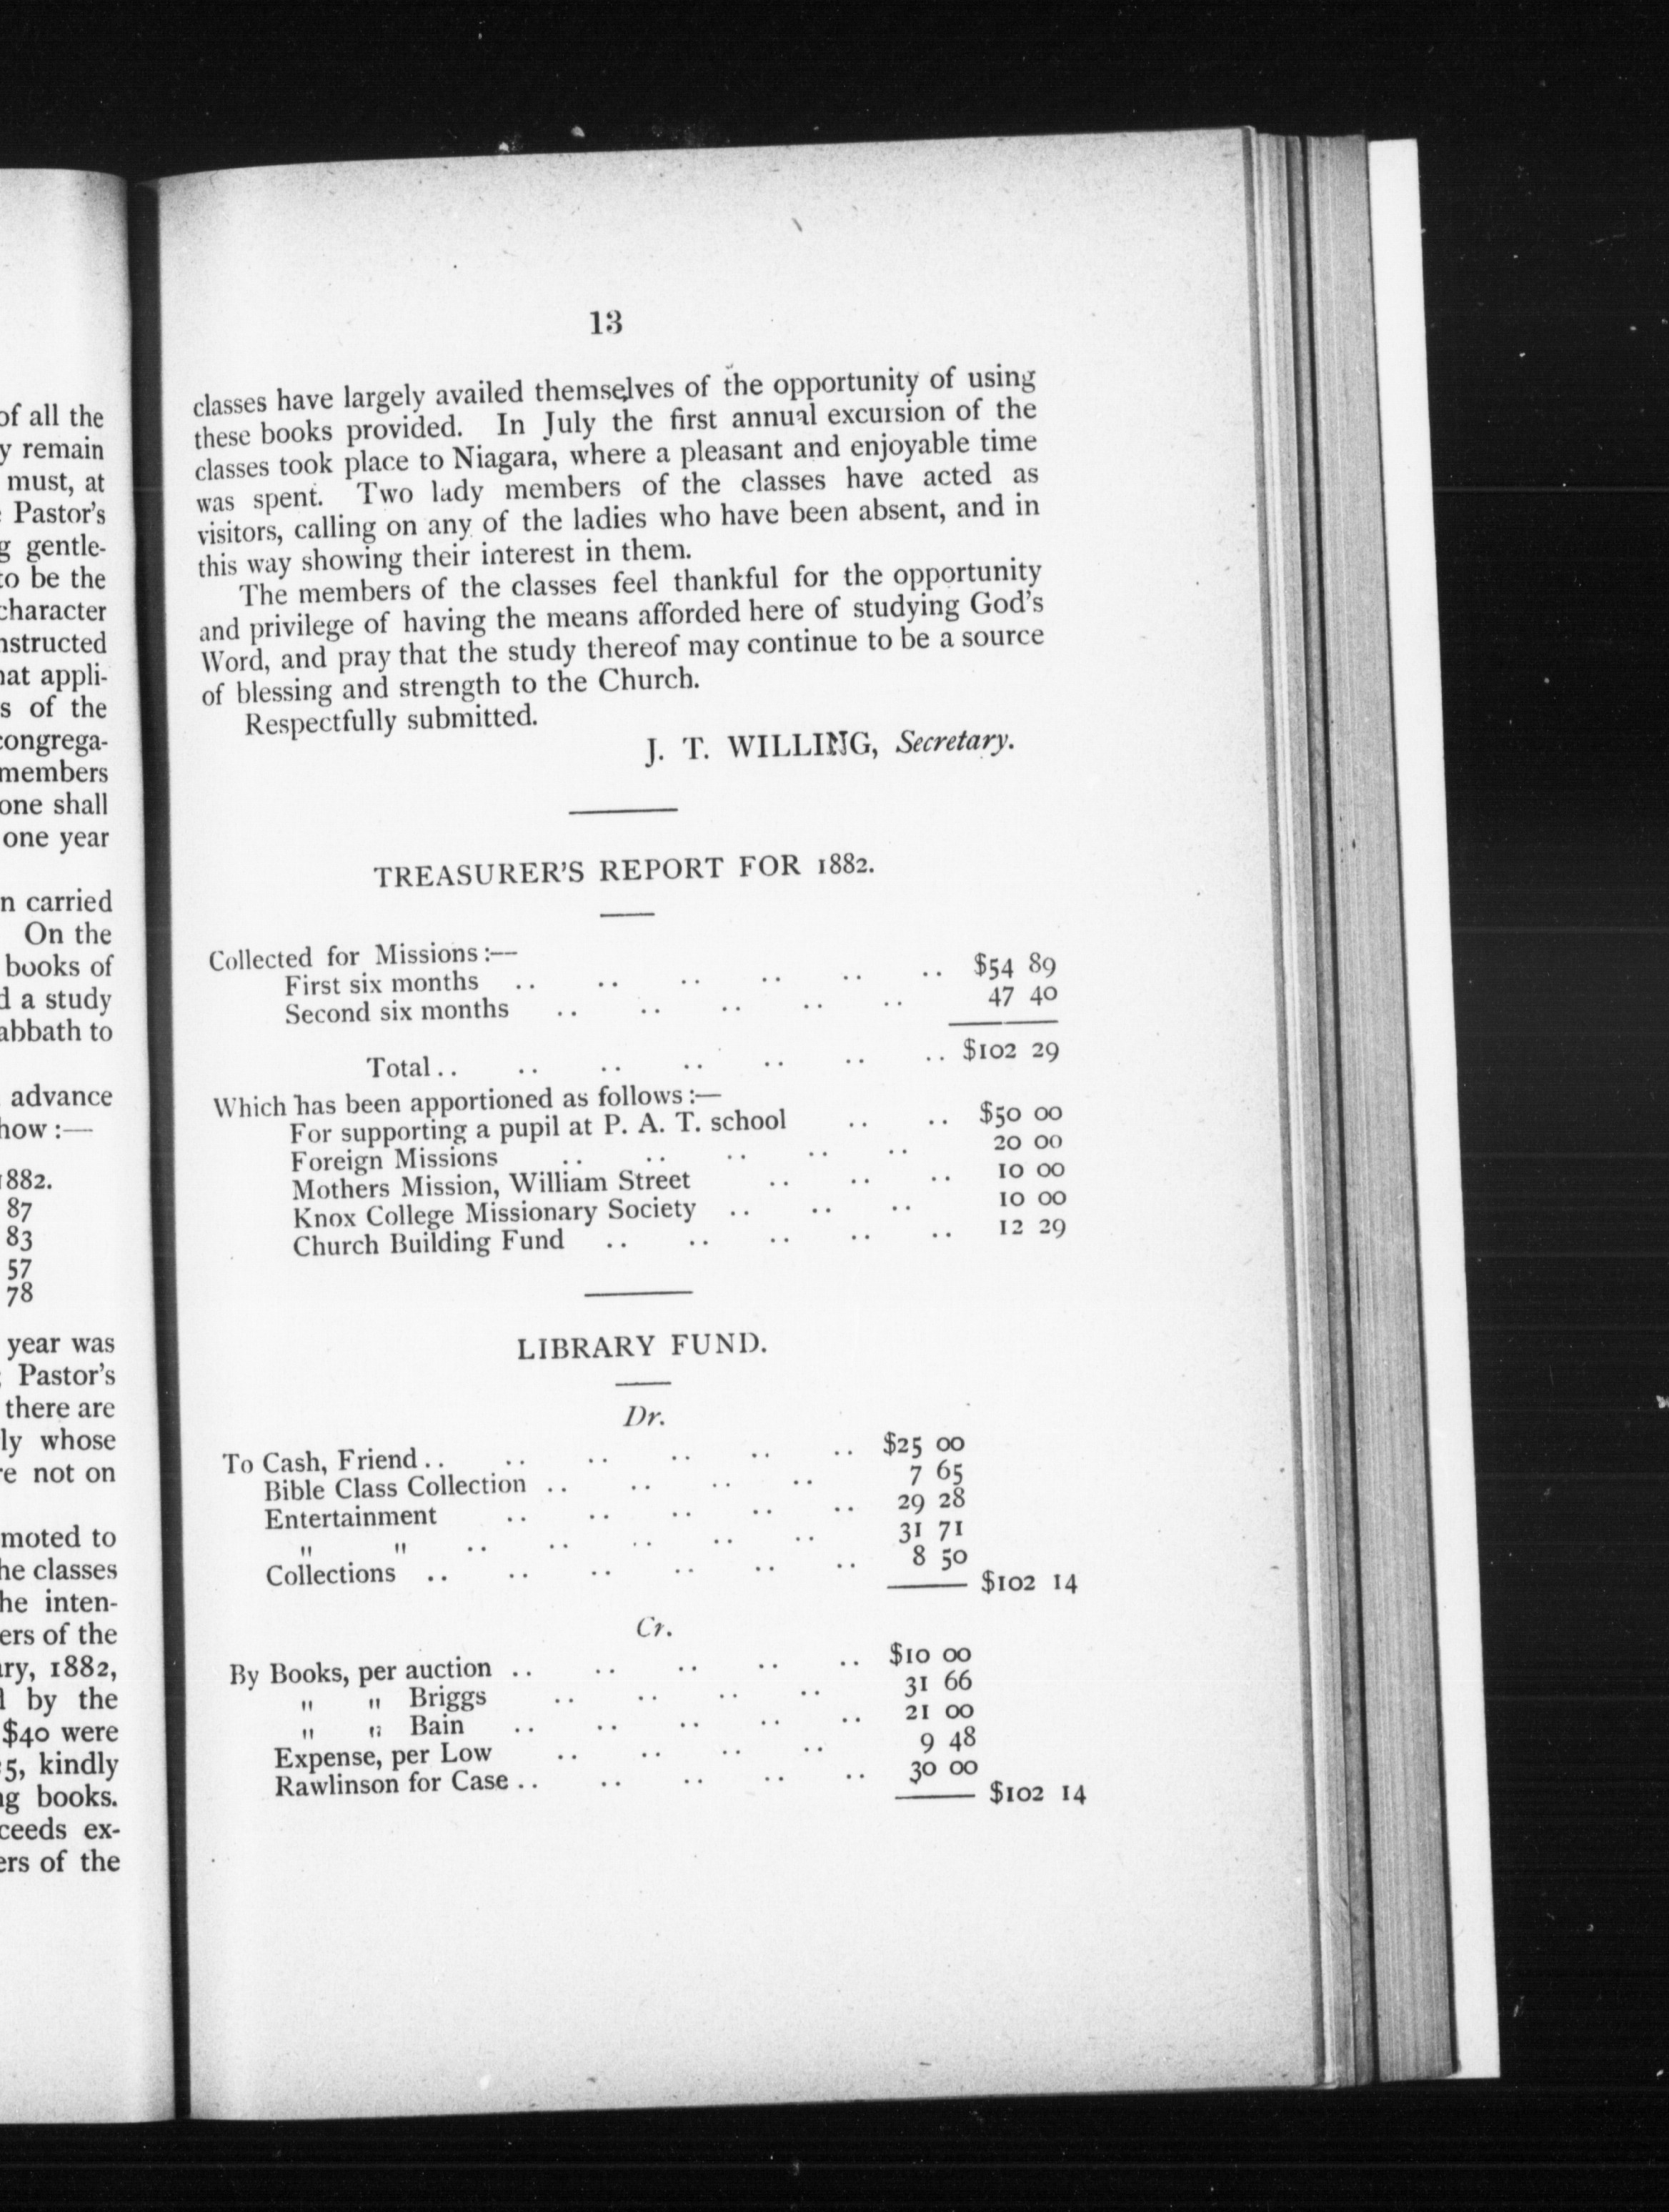 of all the
y remain
must, at
Pastor's
g gentle-
to be the
character
nstructed
hat appli-
s of the
congrega-
members
one shall
one year
n carried
On the
books of
d a study
abbath to
advance
how :—
1882.
87
83
57
78
year was
Pastor's
there are
ly whose
re not on
moted to
he classes
he inten-
ers of the
ary, 1882,
d by the
$40 were
5, kindly
ng books.
ceeds ex-
ers of the
13
classes have largely availed themselves of the opportunity of using
these books provided. In July the first annual excursion of the
classes took place to Niagara, where a pleasant and enjoyable time
was spent. Two lady members of the classes have acted as
visitors, calling on any of the ladies who have been absent, and in
this way showing their interest in them.
The members of the classes feel thankful for the opportunity
and privilege of having the means afforded here of studying God's
Word, and pray that the study thereof may continue to be a source
of blessing and strength to the Church.
Respectfully submitted.
J. T. WILLING, Secretary.
TREASURER'S REPORT FOR 1882.
Collected for Missions :—
First six months .. .. .. .. .. .. $54 89
Second six months .. .. .. .. .. 47 40
Total .. .. .. .. .. .. .. $102 29
Which has been apportioned as follows :—
For supporting a pupil at P. A. T. school .. .. $50 00
Foreign Missions .. .. .. .. .. 20 00
Mothers Mission, William Street .. .. .. 10 00
Knox College Missionary Society .. .. .. 10 00
Church Building Fund .. .. .. .. .. 12 29
LIBRARY FUND.
Dr.
To Cash, Friend .. .. .. .. .. .. $25 00
Bible Class Collection .. .. .. .. 7 65
Entertainment .. .. .. .. .. 29 28
" " .. .. .. .. .. 31 71
Collections .. .. .. .. .. .. 8 50
$102 14
Cr.
By Books, per auction .. .. .. .. .. $10 00
" " Briggs .. .. .. .. 31 66
" " Bain .. .. .. .. .. 21 00
Expense, per Low .. .. .. .. 9 48
Rawlinson for Case .. .. .. .. .. 30 00
$102 14